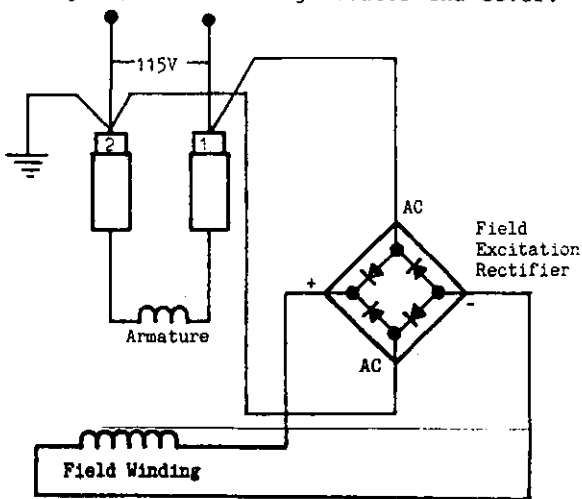 115V
2
1
AC
Field
Excitation
Rectifier
+
-
Armature
AC
Field Winding